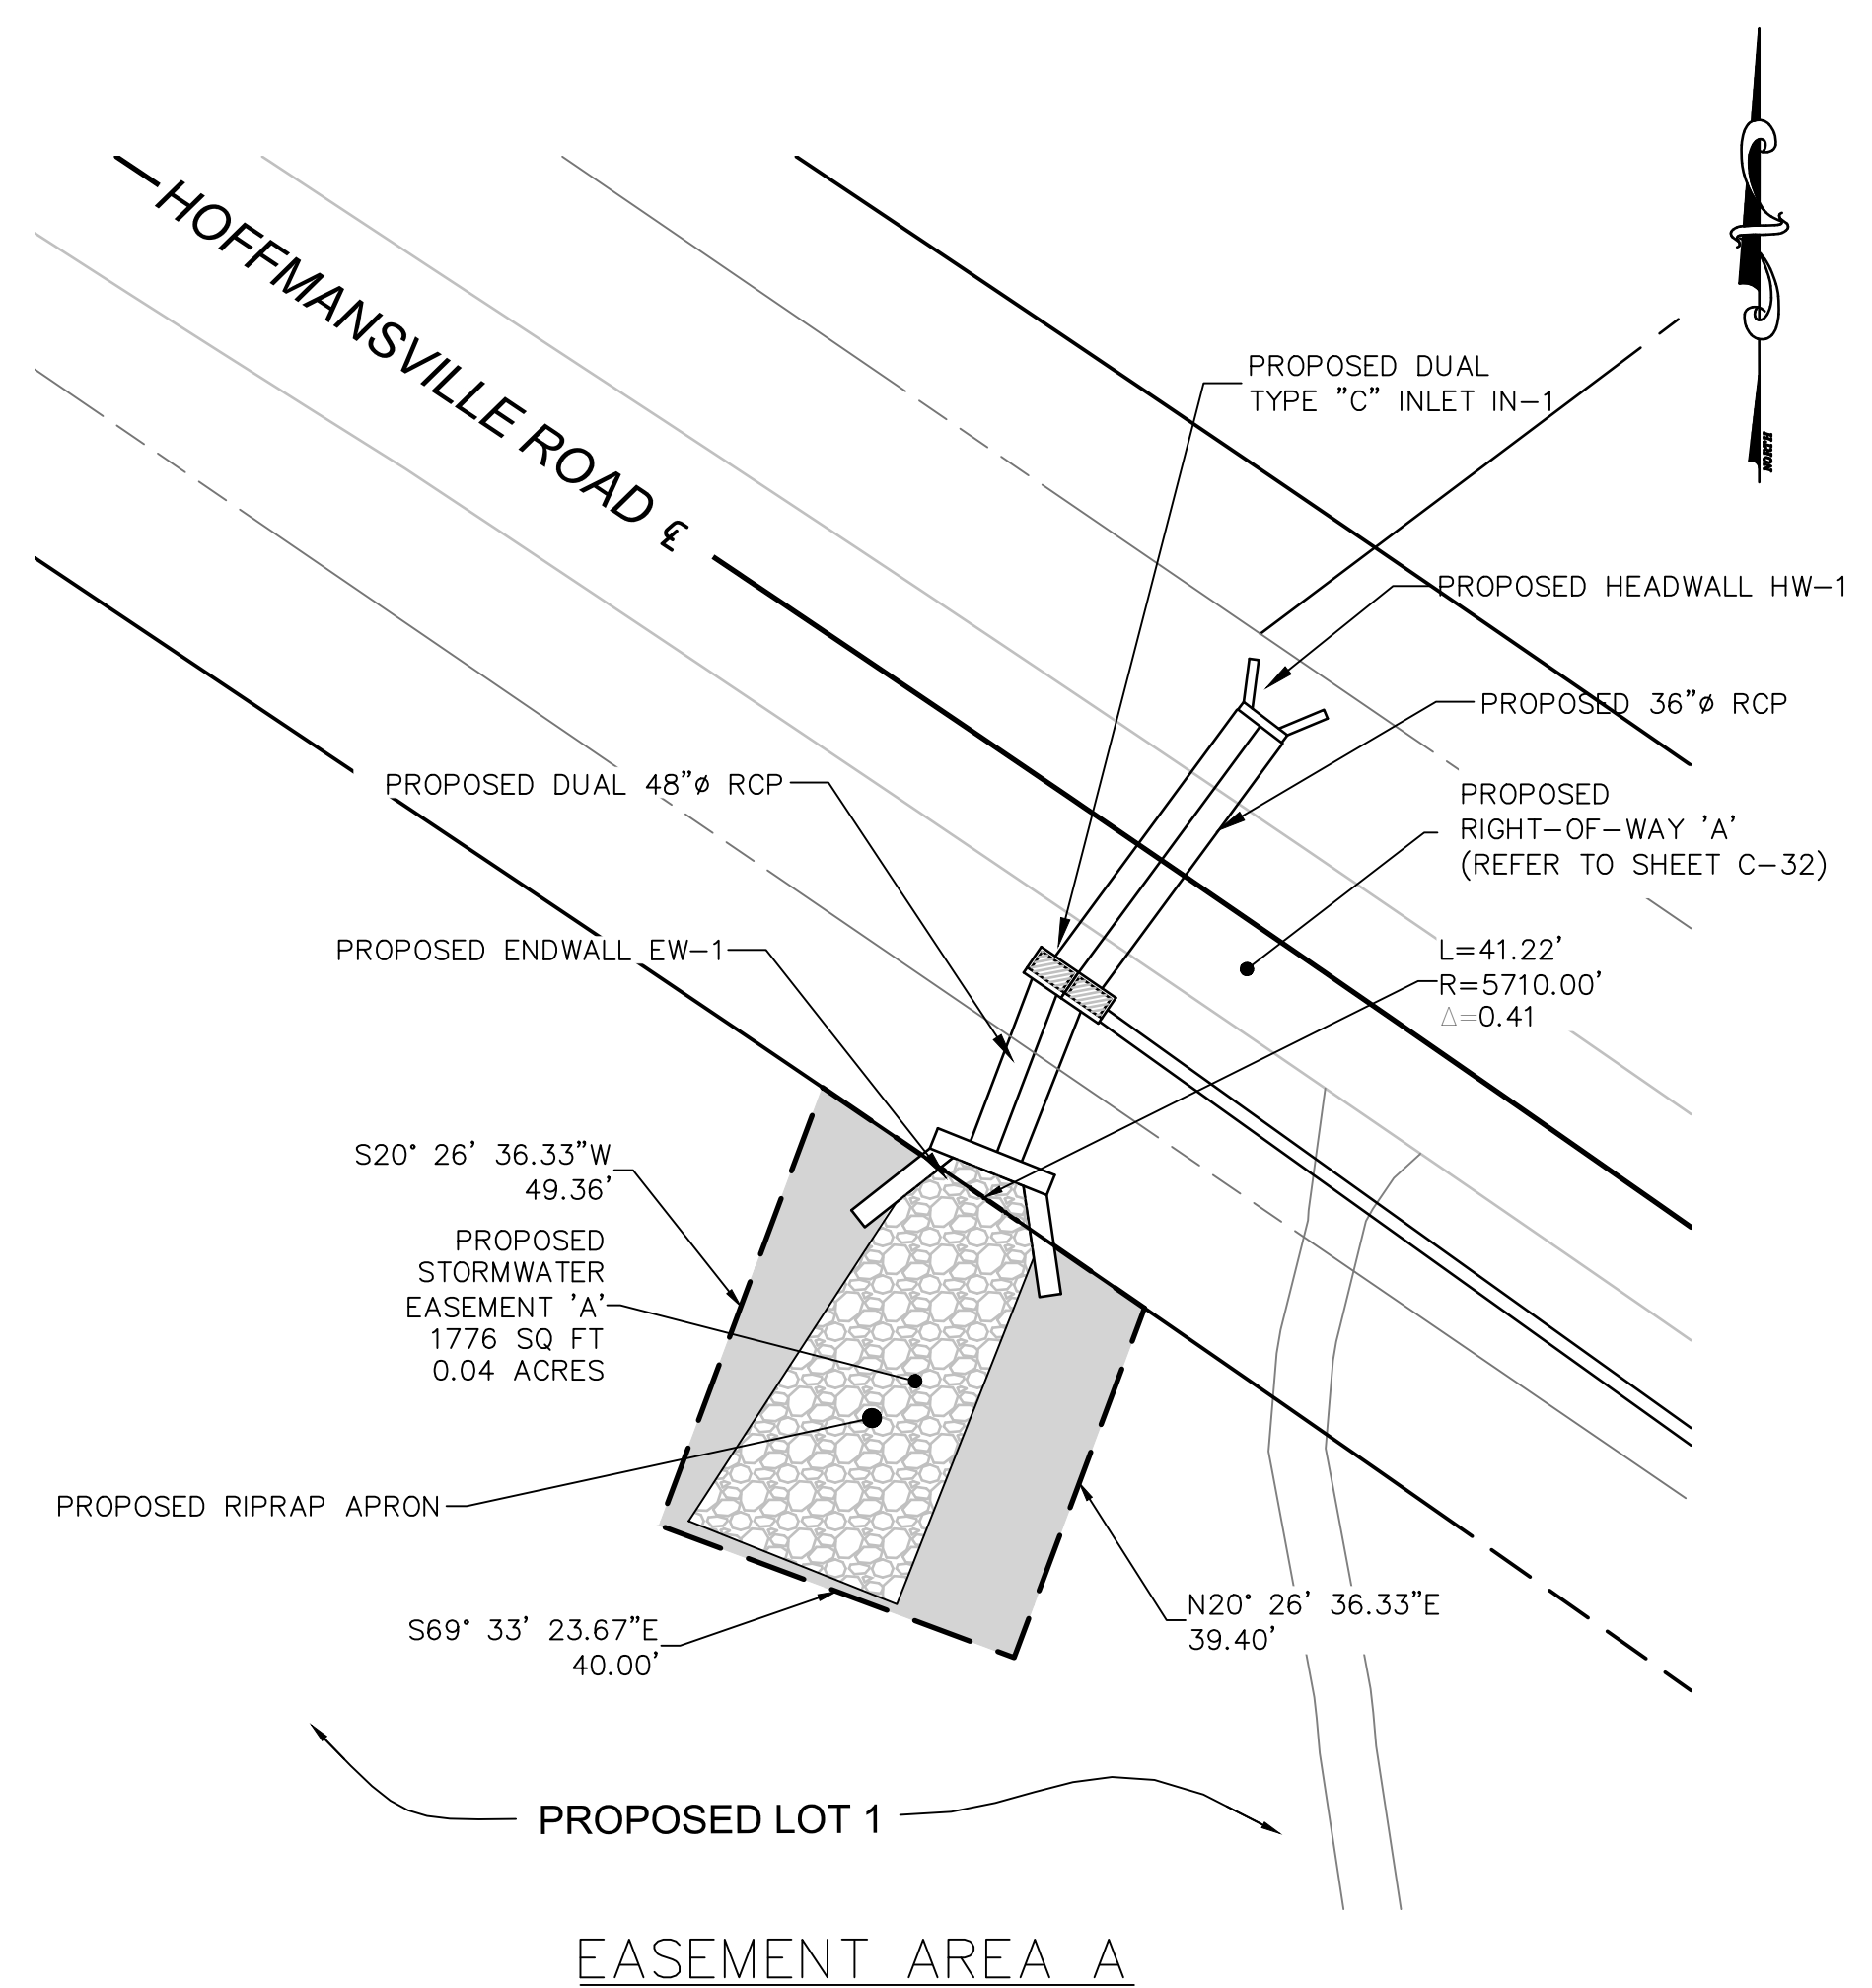 NORTH
HOFFMANSVILLE ROAD ℄
PROPOSED DUAL
TYPE "C" INLET IN-1
PROPOSED HEADWALL HW-1
PROPOSED 36"ø RCP
PROPOSED DUAL 48"ø RCP
PROPOSED
RIGHT-OF-WAY 'A'
(REFER TO SHEET C-32)
PROPOSED ENDWALL EW-1
L=41.22'
R=5710.00'
Δ=0.41
S20° 26' 36.33"W
49.36'
PROPOSED
STORMWATER
EASEMENT 'A'
1776 SQ FT
0.04 ACRES
PROPOSED RIPRAP APRON
S69° 33' 23.67"E
40.00'
N20° 26' 36.33"E
39.40'
PROPOSED LOT 1
EASEMENT AREA A